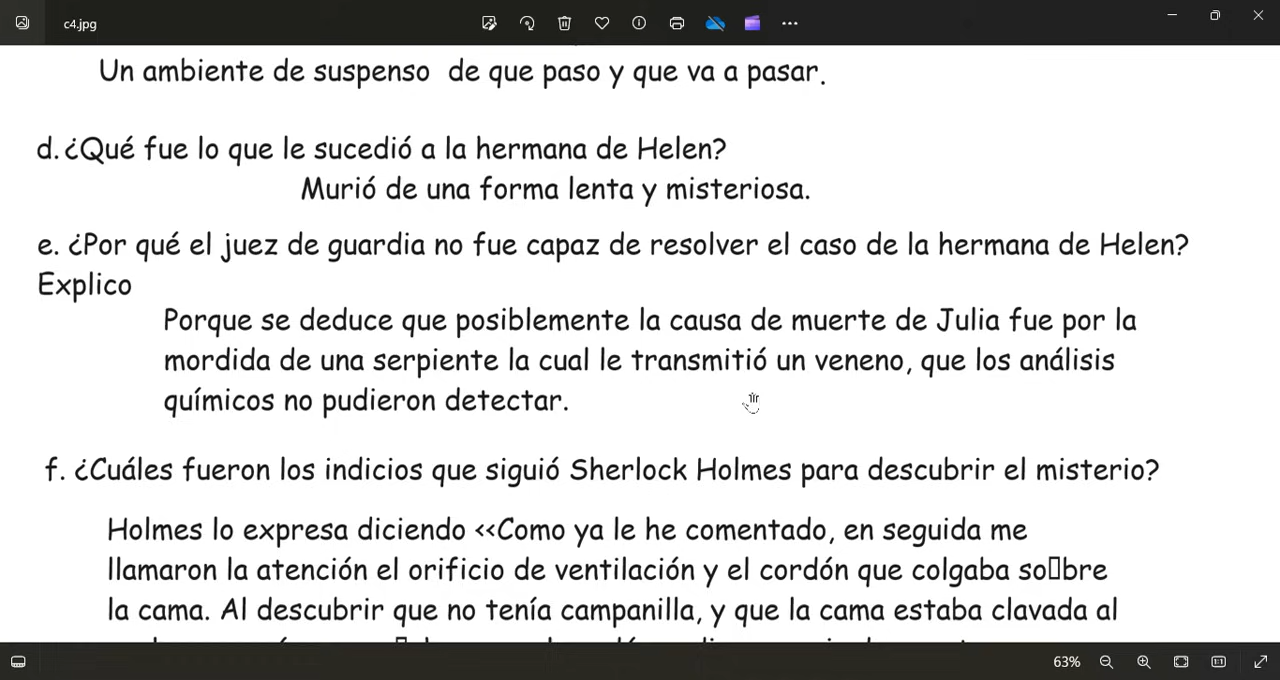 c4.jpg
Un ambiente de suspenso de que paso y que va a pasar.
d. ¿Qué fue lo que le sucedió a la hermana de Helen?
Murió de una forma lenta y misteriosa.
e. ¿Por qué el juez de guardia no fue capaz de resolver el caso de la hermana de Helen?
Explico
Porque se deduce que posiblemente la causa de muerte de Julia fue por la
mordida de una serpiente la cual le transmitió un veneno, que los análisis
químicos no pudieron detectar.
f. ¿Cuáles fueron los indicios que siguió Sherlock Holmes para descubrir el misterio?
Holmes lo expresa diciendo <<Como ya le he comentado, en seguida me
llamaron la atención el orificio de ventilación y el cordón que colgaba so▯bre
la cama. Al descubrir que no tenía campanilla, y que la cama estaba clavada al
63%